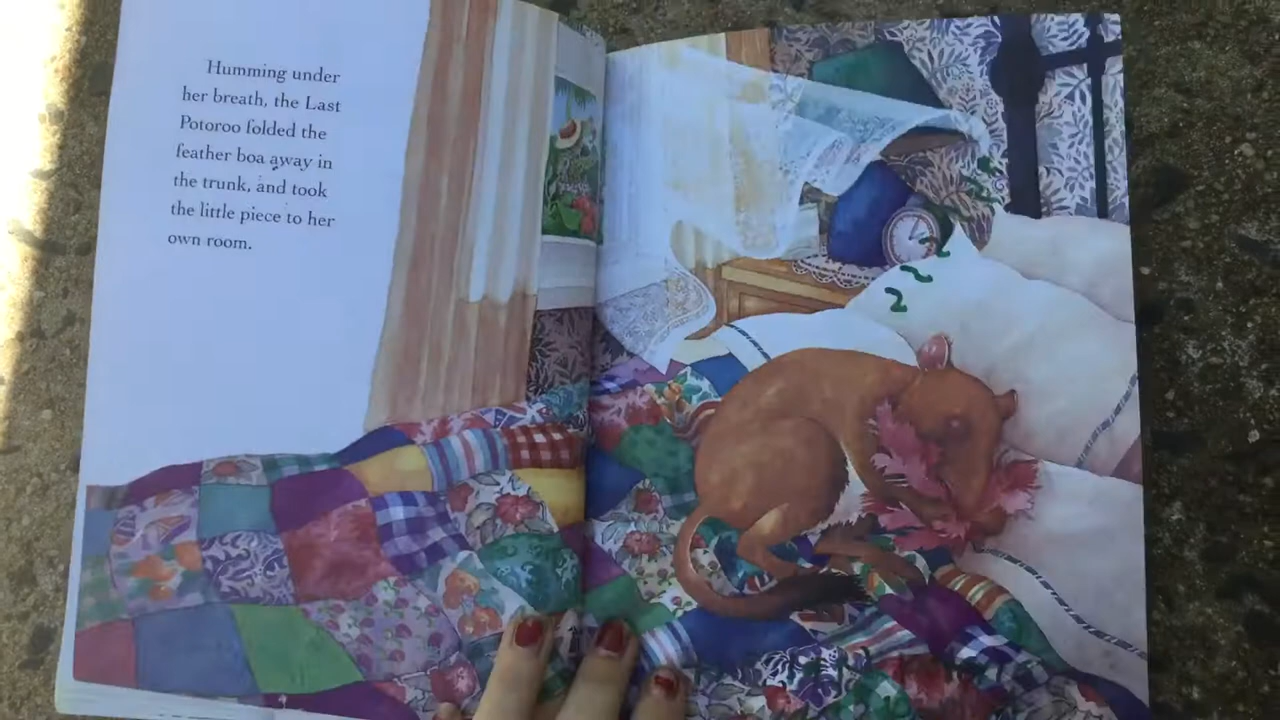 Humming under
her breath, the Last
Potoroo folded the
feather boa away in
the trunk, and took
the little piece to her
own room.